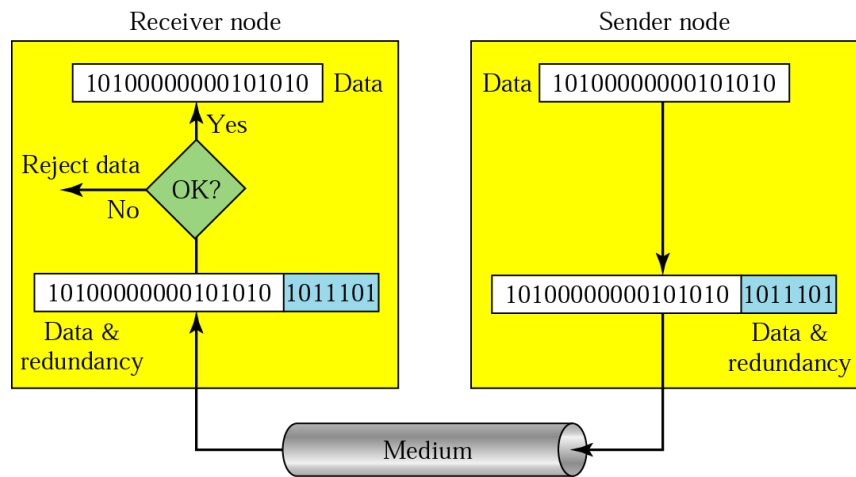 Receiver node
Sender node
10100000000101010 Data
Data 10100000000101010
Yes
Reject data
OK?
No
10100000000101010 1011101
10100000000101010 1011101
Data &
redundancy
Data &
redundancy
Medium